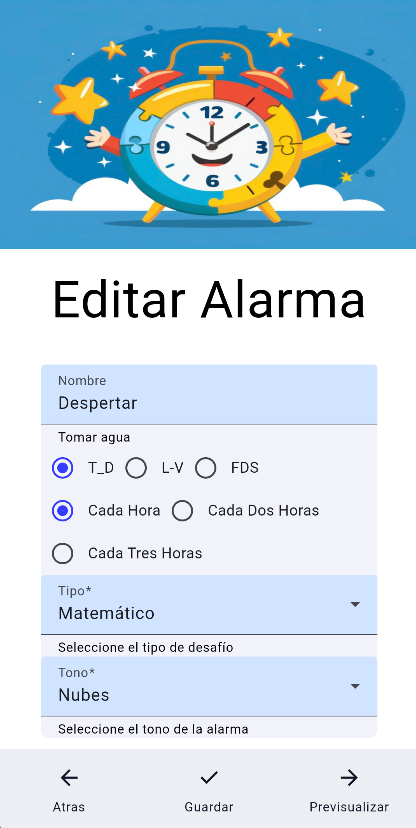 12
9 3
6
Editar Alarma
Nombre
Despertar
Tomar agua
T_D L-V FDS
Cada Hora Cada Dos Horas
Cada Tres Horas
Tipo*
Matemático
Seleccione el tipo de desafío
Tono*
Nubes
Seleccione el tono de la alarma
Atras Guardar Previsualizar